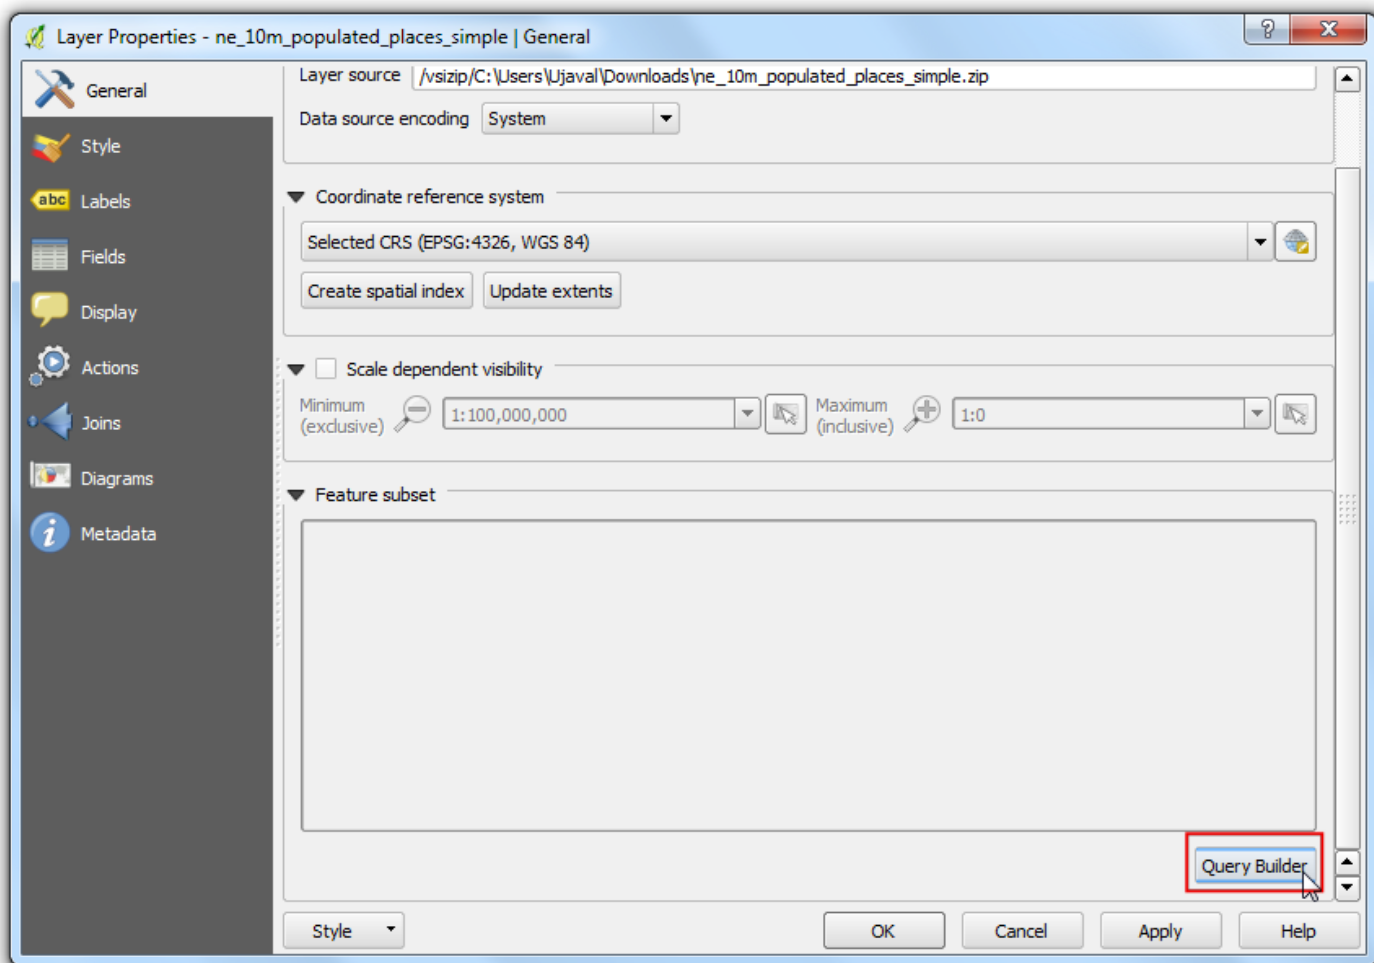 Layer Properties - ne_10m_populated_places_simple | General
General
Style
abc Labels
Fields
Display
Actions
Joins
Diagrams
Metadata
Layer source /vsizip/C:\Users\Ujaval\Downloads\ne_10m_populated_places_simple.zip
Data source encoding System
Coordinate reference system
Selected CRS (EPSG:4326, WGS 84)
Create spatial index Update extents
Scale dependent visibility
Minimum (exclusive) 1:100,000,000 Maximum (inclusive) 1:0
Feature subset
Query Builder
Style OK Cancel Apply Help